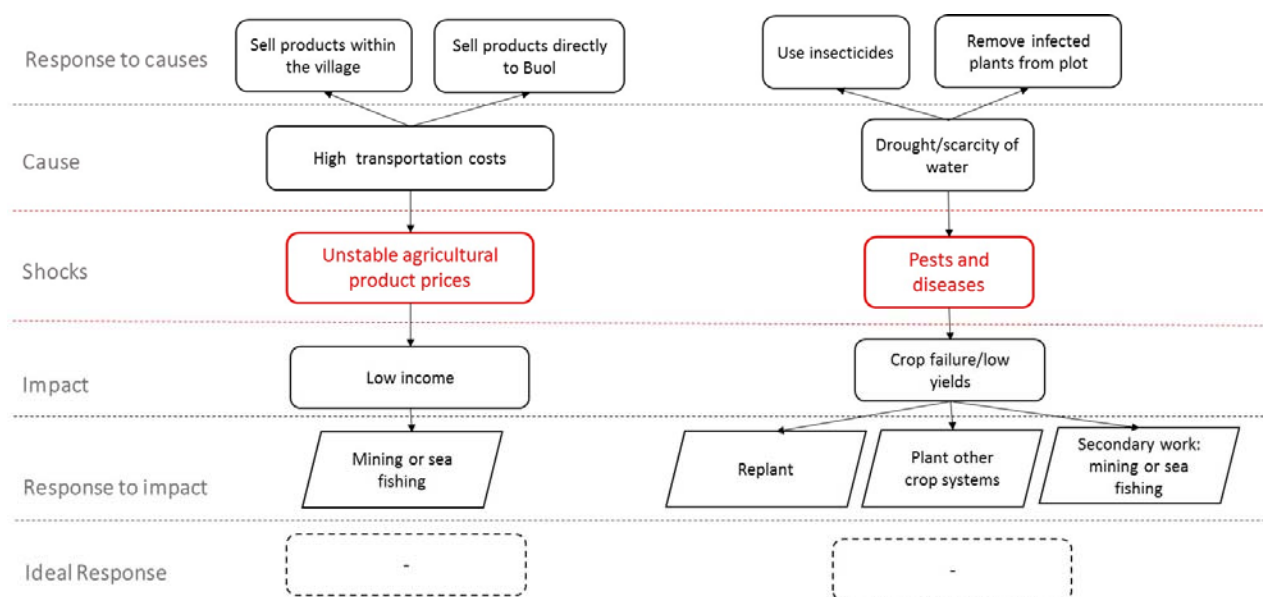 Response to causes
Sell products within
the village
Sell products directly
to Buol
Use insecticides
Remove infected
plants from plot
Cause
High transportation costs
Drought/scarcity of
water
Shocks
Unstable agricultural
product prices
Pests and
diseases
Impact
Low income
Crop failure/low
yields
Response to impact
Mining or sea
fishing
Replant
Plant other
crop systems
Secondary work:
mining or sea
fishing
Ideal Response
-
-